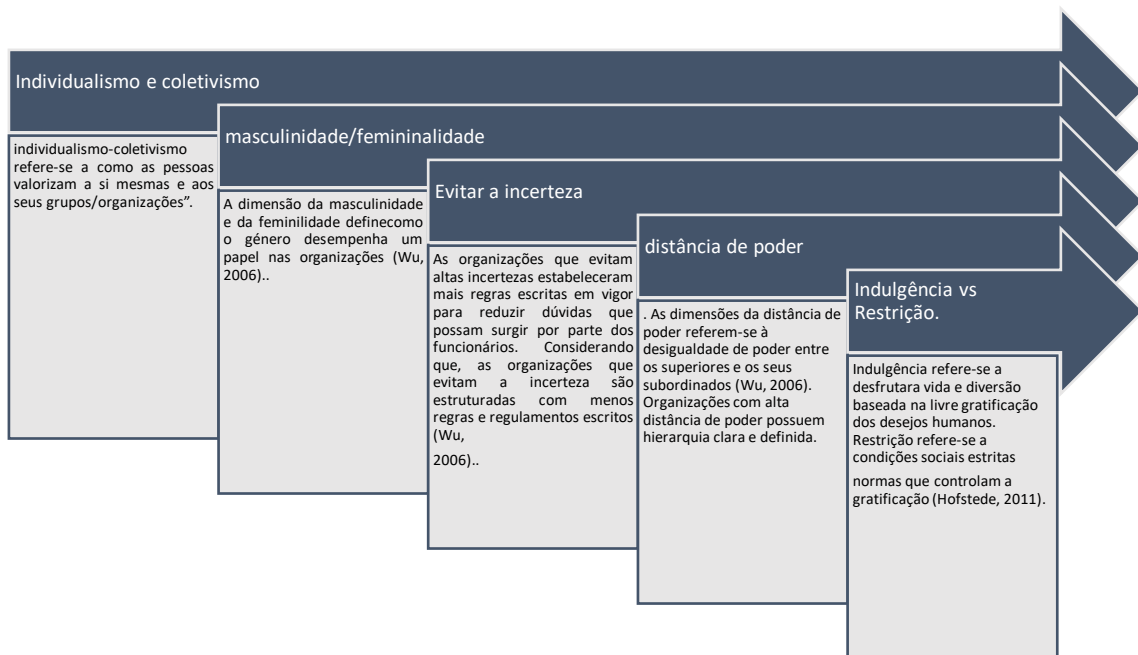 Individualismo e coletivismo
individualismo-coletivismo
refere-se a como as pessoas
valorizam a si mesmas e aos
seus grupos/organizações”.
masculinidade/femininalidade
A dimensão da masculinidade
e da feminilidade definecomo
o género desempenha um
papel nas organizações (Wu,
2006)..
Evitar a incerteza
As organizações que evitam
altas incertezas estabeleceram
mais regras escritas em vigor
para reduzir dúvidas que
possam surgir por parte dos
funcionários. Considerando
que, as organizações que
evitam a incerteza são
estruturadas com menos
regras e regulamentos escritos
(Wu,
2006)..
distância de poder
. As dimensões da distância de
poder referem-se à
desigualdade de poder entre
os superiores e os seus
subordinados (Wu, 2006).
Organizações com alta
distância de poder possuem
hierarquia clara e definida.
Indulgência vs
Restrição.
Indulgência refere-se a
desfrutara vida e diversão
baseada na livre gratificação
dos desejos humanos.
Restrição refere-se a
condições sociais estritas
normas que controlam a
gratificação (Hofstede, 2011).